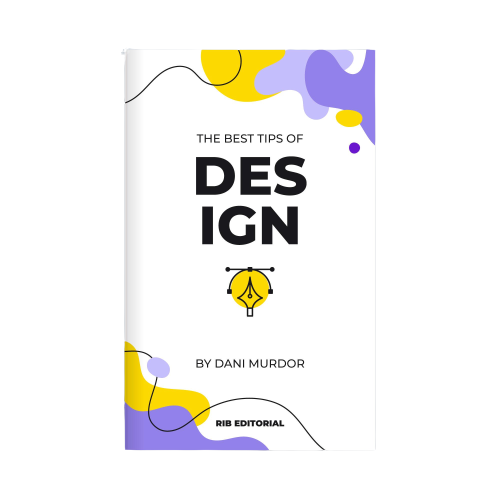 THE BEST TIPS OF
DES
IGN
BY DANI MURDOR
RIB EDITORIAL